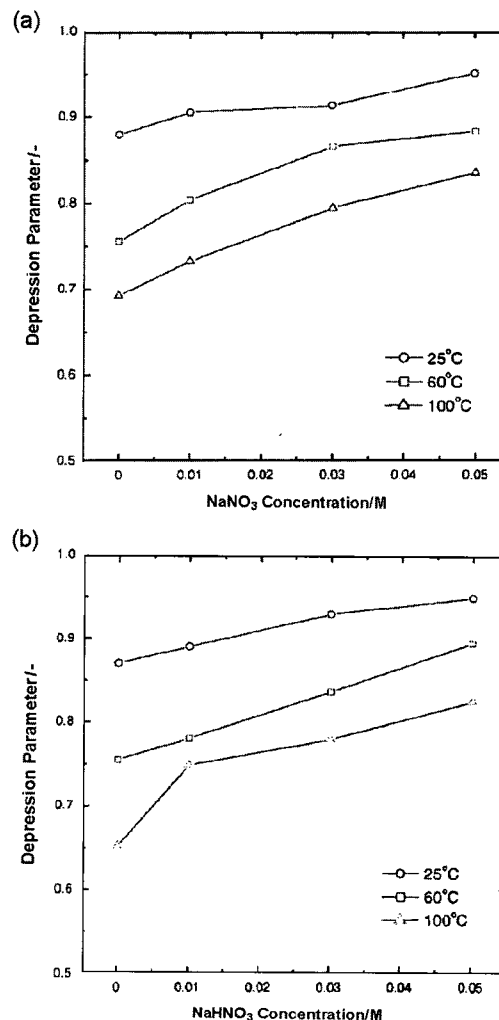 (a)
1.0
0.9
0.8
0.7
0.6
0.5
Depression Parameter/-
25°C
60°C
100°C
0 0.01 0.02 0.03 0.04 0.05
NaNO₃ Concentration/M
(b)
1.0
0.9
0.8
0.7
0.6
0.5
Depression Parameter/-
25°C
60°C
100°C
0 0.01 0.02 0.03 0.04 0.05
NaHNO₃ Concentration/M